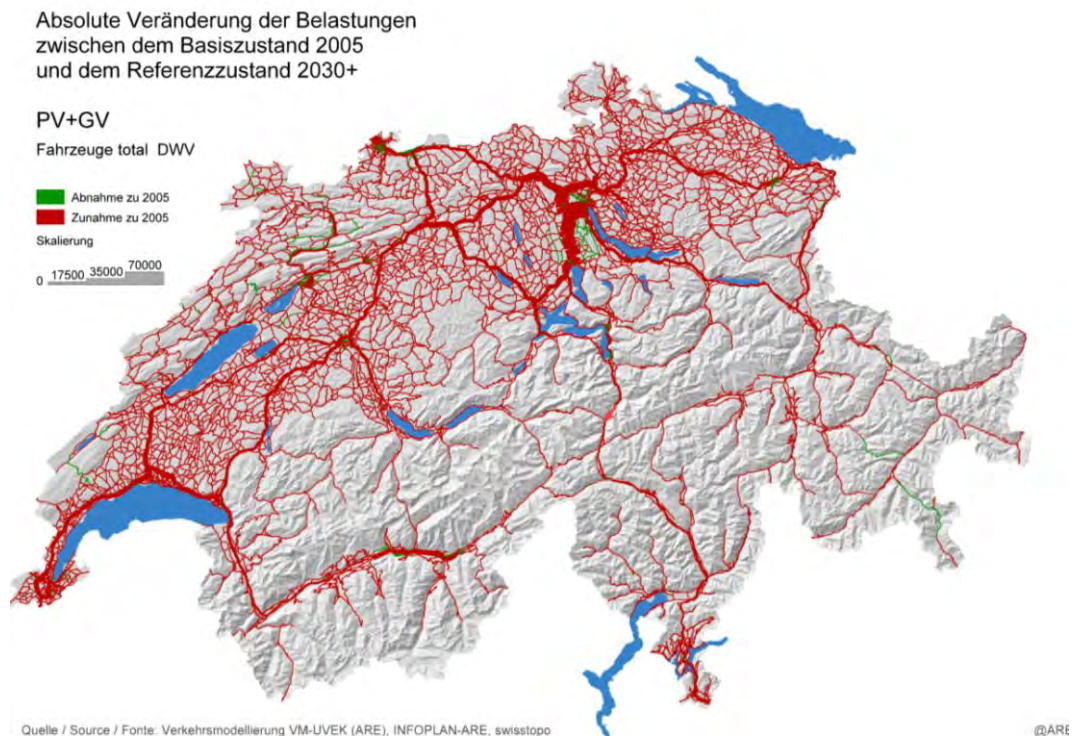 Absolute Veränderung der Belastungen
zwischen dem Basiszustand 2005
und dem Referenzzustand 2030+
PV+GV
Fahrzeuge total DWV
Abnahme zu 2005
Zunahme zu 2005
Skalierung
0 17500 35000 70000
Quelle / Source / Fonte: Verkehrsmodellierung VM-UVEK (ARE), INFOPLAN-ARE, swisstopo
@ARE